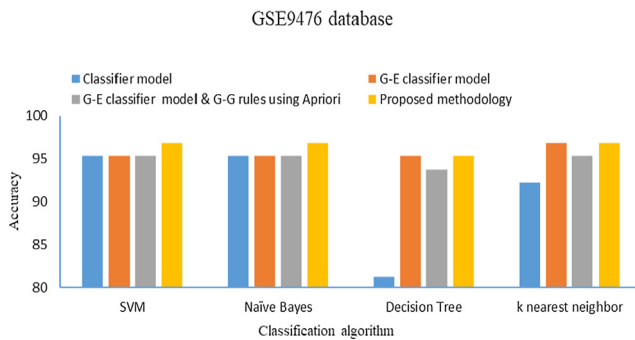 GSE9476 database
Classifier model
G-E classifier model
G-E classifier model & G-G rules using Apriori
Proposed methodology
Accuracy
100
95
90
85
80
SVM
Naïve Bayes
Decision Tree
k nearest neighbor
Classification algorithm